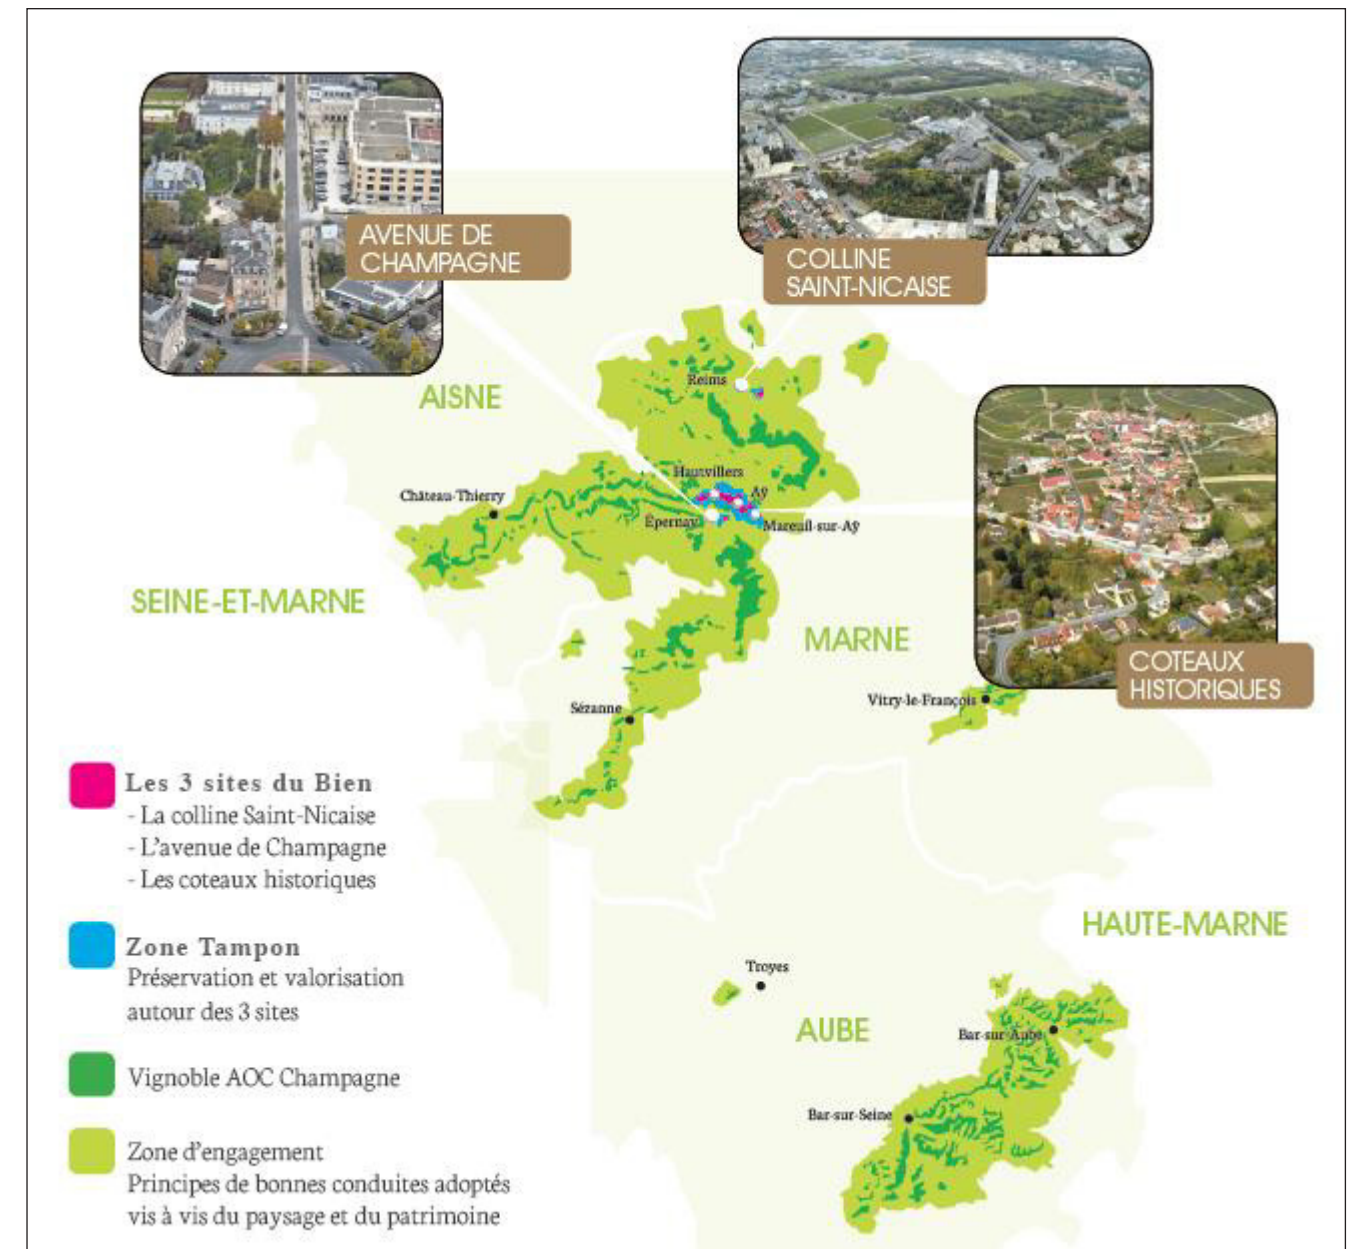 AVENUE DE
CHAMPAGNE
COLLINE
SAINT-NICAISE
Reims
AISNE
Hautvillers
Château-Thierry
Aÿ
Épernay
Mareuil-sur-Aÿ
SEINE-ET-MARNE
MARNE
COTEAUX
HISTORIQUES
Vitry-le-François
Sézanne
Les 3 sites du Bien
- La colline Saint-Nicaise
- L'avenue de Champagne
- Les coteaux historiques
HAUTE-MARNE
Zone Tampon
Préservation et valorisation
autour des 3 sites
Troyes
AUBE
Bar-sur-Aube
Vignoble AOC Champagne
Bar-sur-Seine
Zone d'engagement
Principes de bonnes conduites adoptés
vis à vis du paysage et du patrimoine